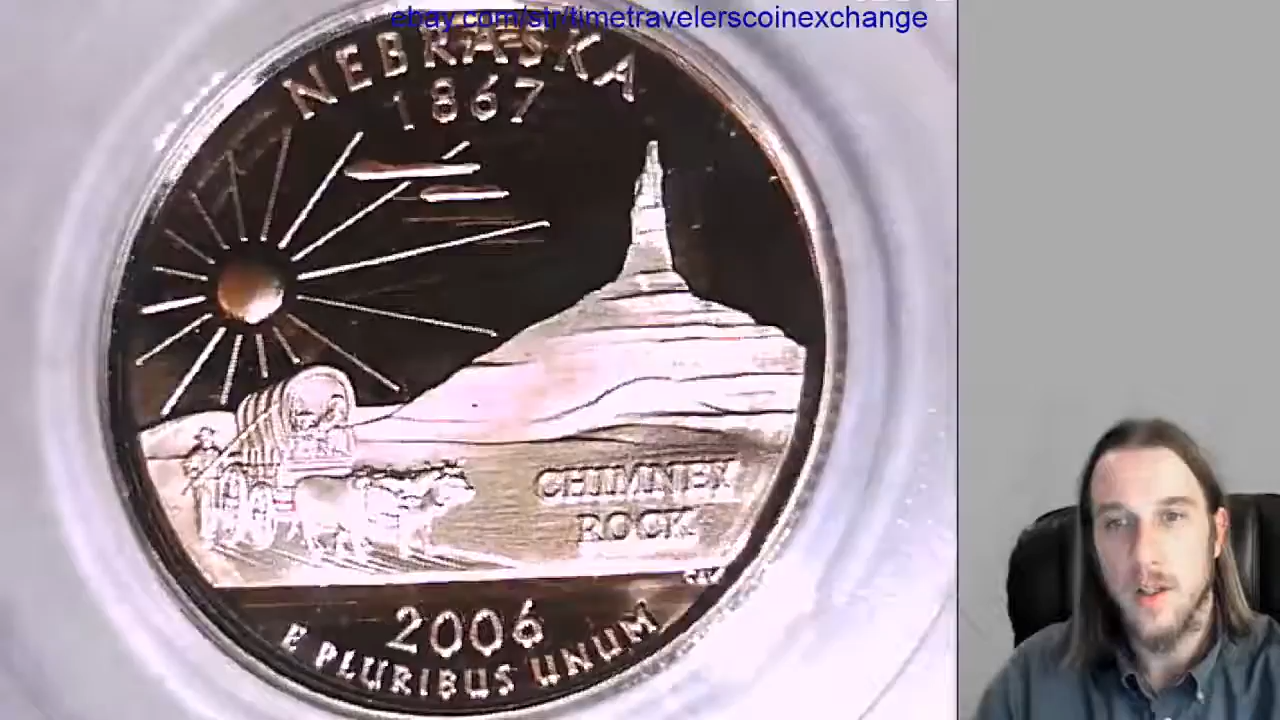 ebay.com/str/timetravelerscoinexchange
NEBRASKA
1867
CHIMNEY
ROCK
2006
E PLURIBUS UNUM